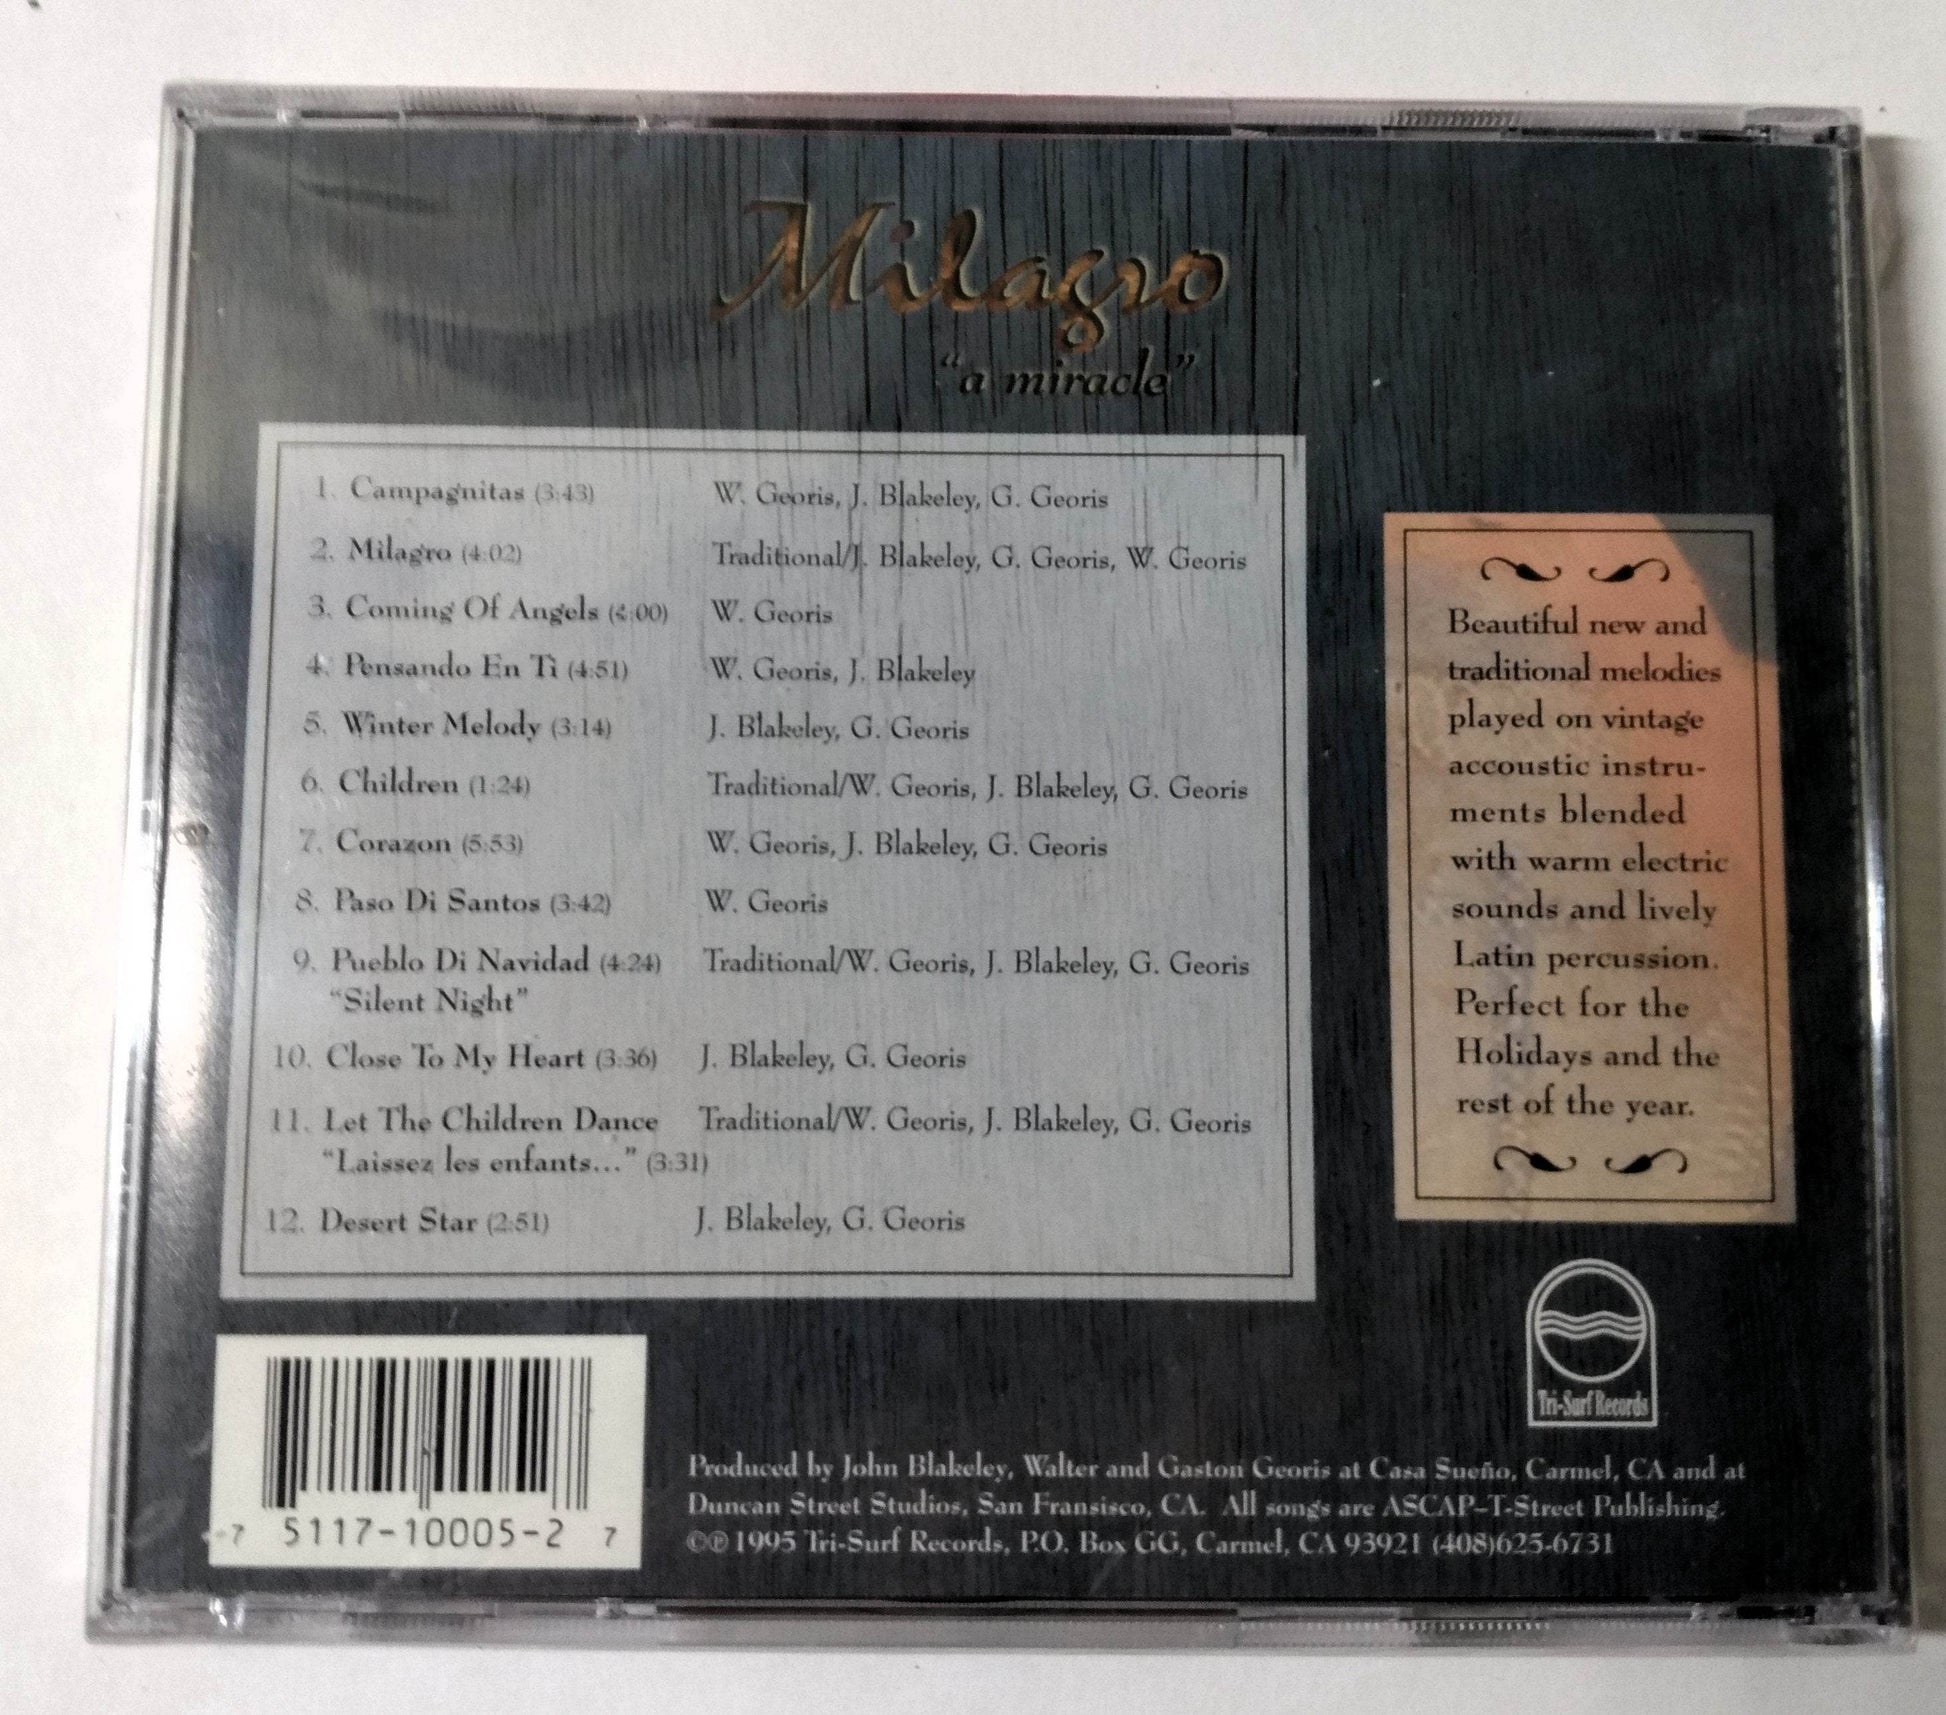 Milagro
“a miracle”
1. Campagnitas (3:43) W. Georis, J. Blakeley, G. Georis
2. Milagro (4:02) Traditional/J. Blakeley, G. Georis, W. Georis
3. Coming Of Angels (4:00) W. Georis
4. Pensando En Ti (4:51) W. Georis, J. Blakeley
5. Winter Melody (3:14) J. Blakeley, G. Georis
6. Children (1:24) Traditional/W. Georis, J. Blakeley, G. Georis
7. Corazon (5:53) W. Georis, J. Blakeley, G. Georis
8. Paso Di Santos (3:42) W. Georis
9. Pueblo Di Navidad (4:24) Traditional/W. Georis, J. Blakeley, G. Georis
“Silent Night”
10. Close To My Heart (3:36) J. Blakeley, G. Georis
11. Let The Children Dance Traditional/W. Georis, J. Blakeley, G. Georis
“Laissez les enfants...” (3:31)
12. Desert Star (2:51) J. Blakeley, G. Georis
Beautiful new and
traditional melodies
played on vintage
accoustic instru-
ments blended
with warm electric
sounds and lively
Latin percussion.
Perfect for the
Holidays and the
rest of the year.
Tri-Surf Records
7 5117-10005-2 7
Produced by John Blakeley, Walter and Gaston Georis at Casa Sueño, Carmel, CA and at
Duncan Street Studios, San Fransisco, CA. All songs are ASCAP–T-Street Publishing.
©℗ 1995 Tri-Surf Records, P.O. Box GG, Carmel, CA 93921 (408)625-6731